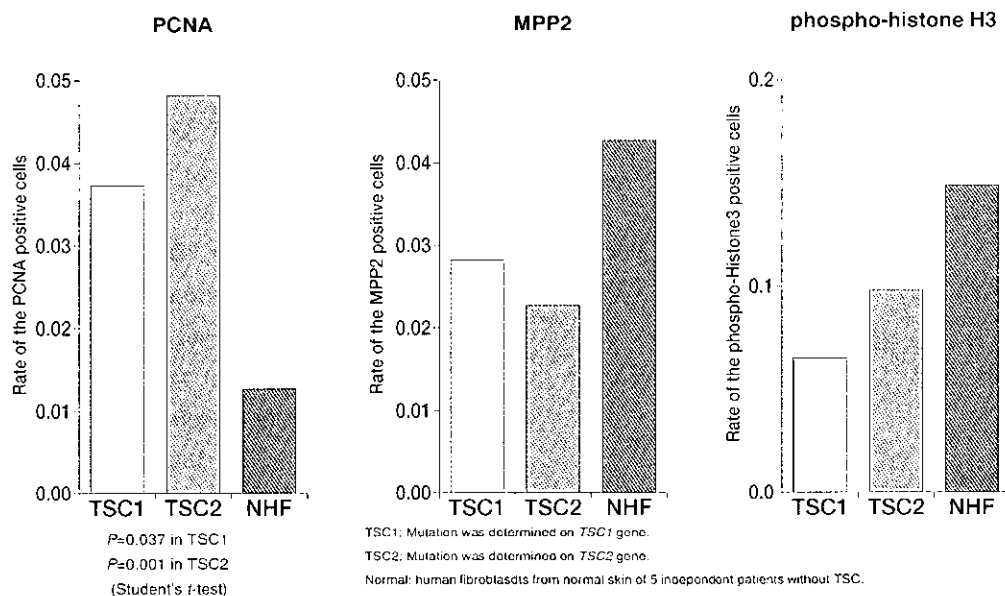 PCNA
MPP2
phospho-histone H3
Rate of the PCNA positive cells
0.05
0.04
0.03
0.02
0.01
0.00
TSC1 TSC2 NHF
P=0.037 in TSC1
P=0.001 in TSC2
(Student's t-test)
Rate of the MPP2 positive cells
0.05
0.04
0.03
0.02
0.01
0.00
TSC1 TSC2 NHF
Rate of the phospho-Histone3 positive cells
0.2
0.1
0.0
TSC1 TSC2 NHF
TSC1; Mutation was determined on TSC1 gene.
TSC2; Mutation was determined on TSC2 gene.
Normal: human fibroblasdts from normal skin of 5 independent patients without TSC.